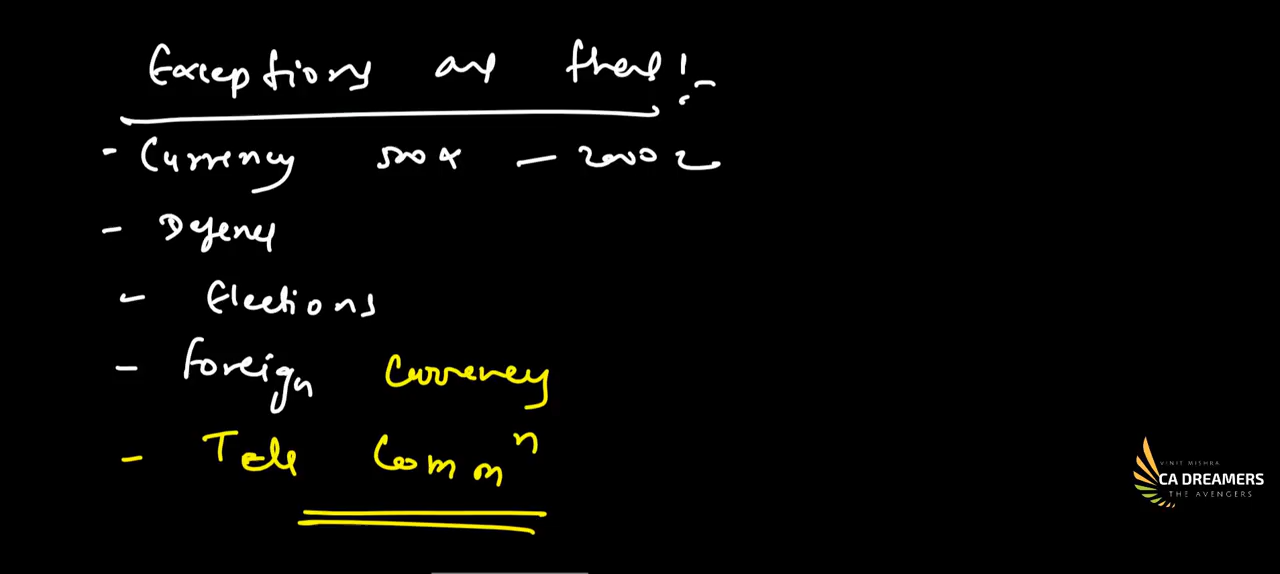 Exceptions are there!
- Currency 500 x - 2000
- Defence
- Elections
- Foreign Currency
- Tele Commn
VINIT MISHRA
CA DREAMERS
THE AVENGERS